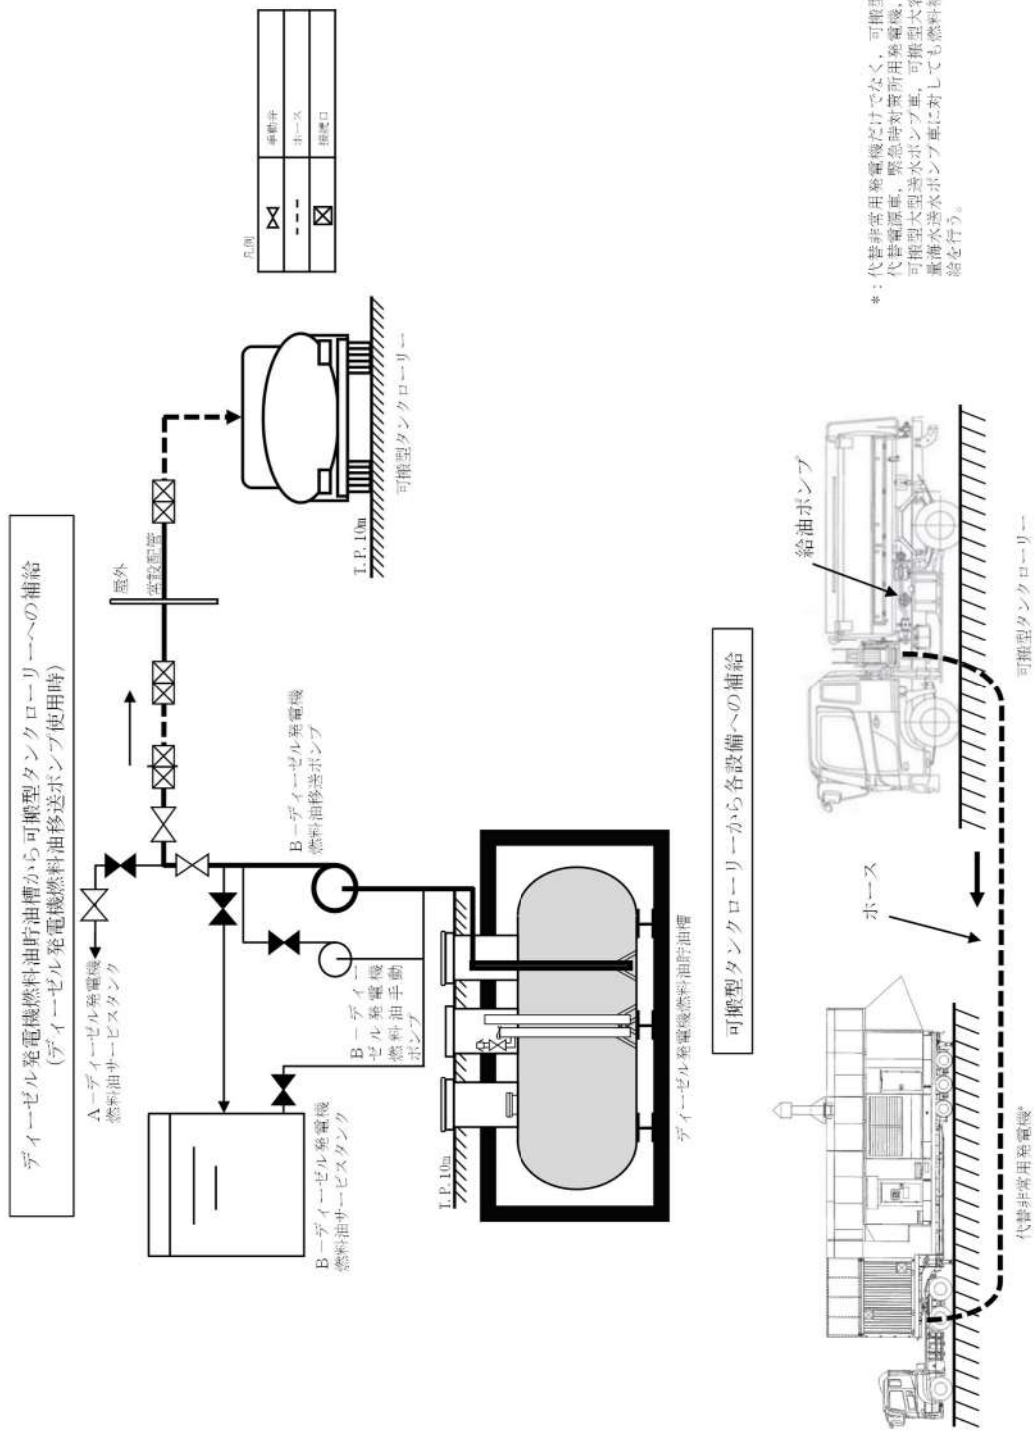 ディーゼル発電機燃料油貯油槽から可搬型タンクローリーへの補給
(ディーゼル発電機燃料油移送ポンプ使用時)
A－ディーゼル発電機
燃料油サービスタンク
屋外
常設配管
凡例
手動弁
ホース
接続口
B－ディーゼル発電機
燃料油移送ポンプ
T.P.10m
可搬型タンクローリー
B－ディー
ゼル発電機
燃料油手動
ポンプ
B－ディーゼル発電機
燃料油サービスタンク
T.P.10m
ディーゼル発電機燃料油貯油槽
可搬型タンクローリーから各設備への補給
ホース
給油ポンプ
代替非常用発電機*
可搬型タンクローリー
*：代替非常用発電機だけでなく，可搬型
代替電源車，緊急時対策所用発電機，
可搬型大型送水ポンプ車，可搬型大容
量海水送水ポンプ車に対しても燃料補
給を行う。